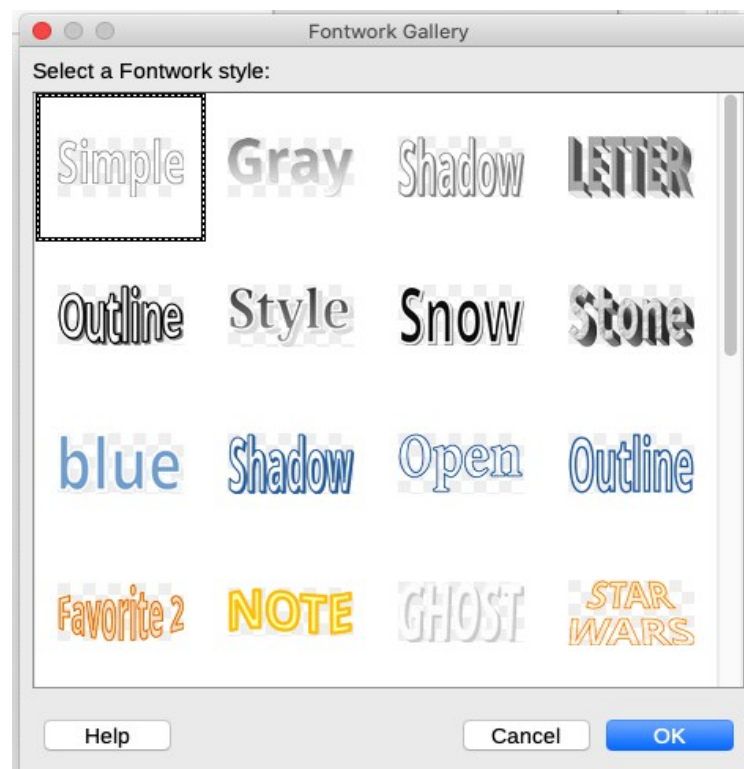 Fontwork Gallery
Select a Fontwork style:
Simple Gray Shadow LETTER
Outline Style Snow Stone
blue Shadow Open Outline
Favorite 2 NOTE GHOST STAR
WARS
Help Cancel OK